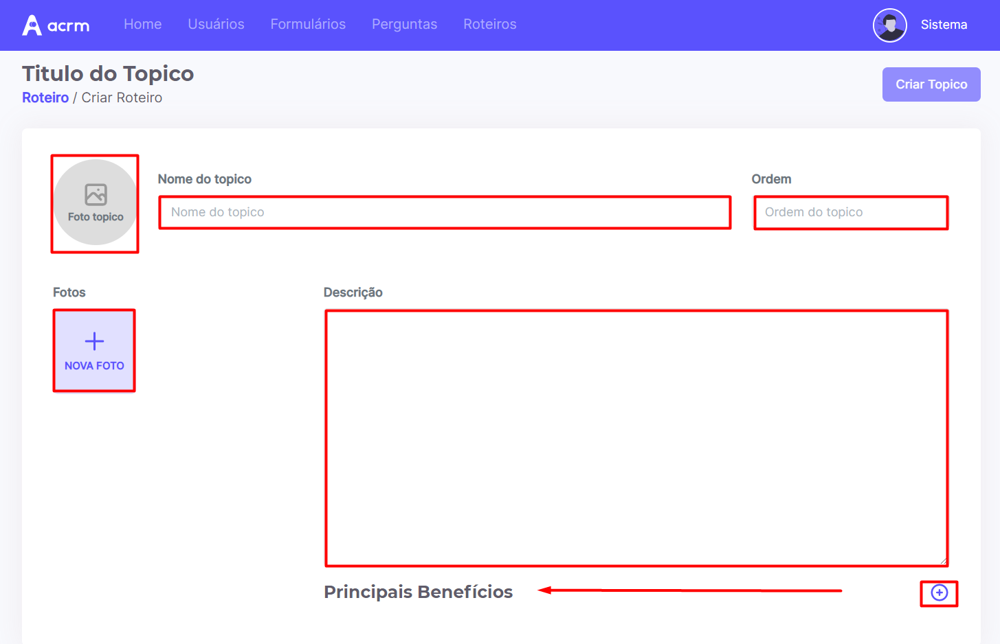 acrm Home Usuários Formulários Perguntas Roteiros Sistema
Titulo do Topico
Roteiro / Criar Roteiro
Criar Topico
Foto topico
Nome do topico
Nome do topico
Ordem
Ordem do topico
Fotos
NOVA FOTO
Descrição
Principais Benefícios